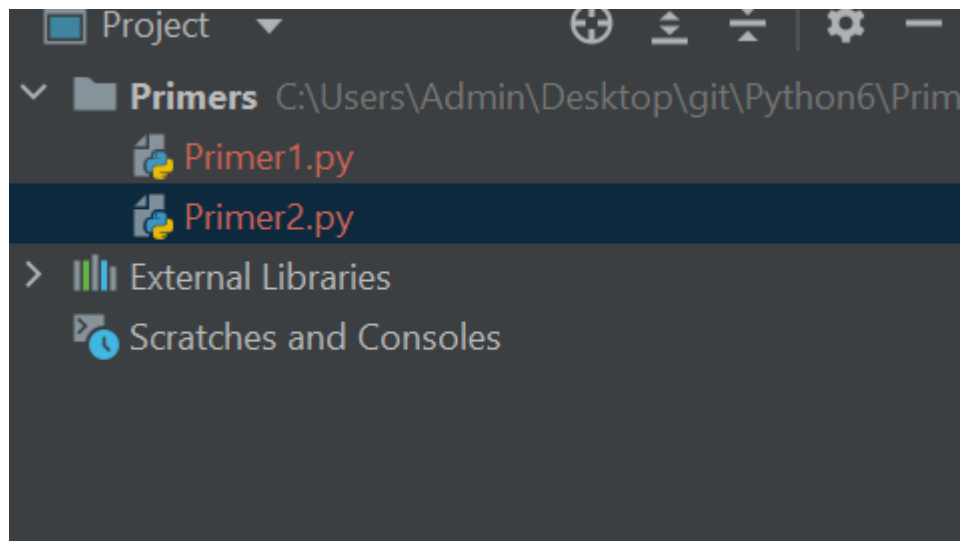 Project
Primers C:\Users\Admin\Desktop\git\Python6\Prim
Primer1.py
Primer2.py
External Libraries
Scratches and Consoles